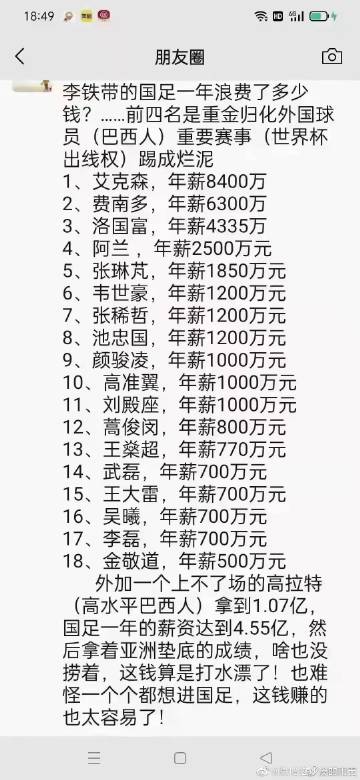 18:49
朋友圈
李铁带的国足一年浪费了多少
钱？……前四名是重金归化外国球
员（巴西人）重要赛事（世界杯
出线权）踢成烂泥
1、艾克森，年薪8400万
2、费南多，年薪6300万
3、洛国富，年薪4335万
4、阿兰 ，年薪2500万元
5、张琳芃，年薪1850万元
6、韦世豪，年薪1200万元
7、张稀哲，年薪1200万元
8、池忠国，年薪1200万元
9、颜骏凌，年薪1000万元
10、高准翼，年薪1000万元
11、刘殿座，年薪1000万元
12、蒿俊闵，年薪800万元
13、王燊超，年薪770万元
14、武磊，年薪700万元
15、王大雷，年薪700万元
16、吴曦，年薪700万元
17、李磊，年薪700万元
18、金敬道，年薪500万元
外加一个上不了场的高拉特
（高水平巴西人）拿到1.07亿，
国足一年的薪资达到4.55亿，然
后拿着亚洲垫底的成绩，啥也没
捞着，这钱算是打水漂了！也难
怪一个个都想进国足，这钱赚的
也太容易了！